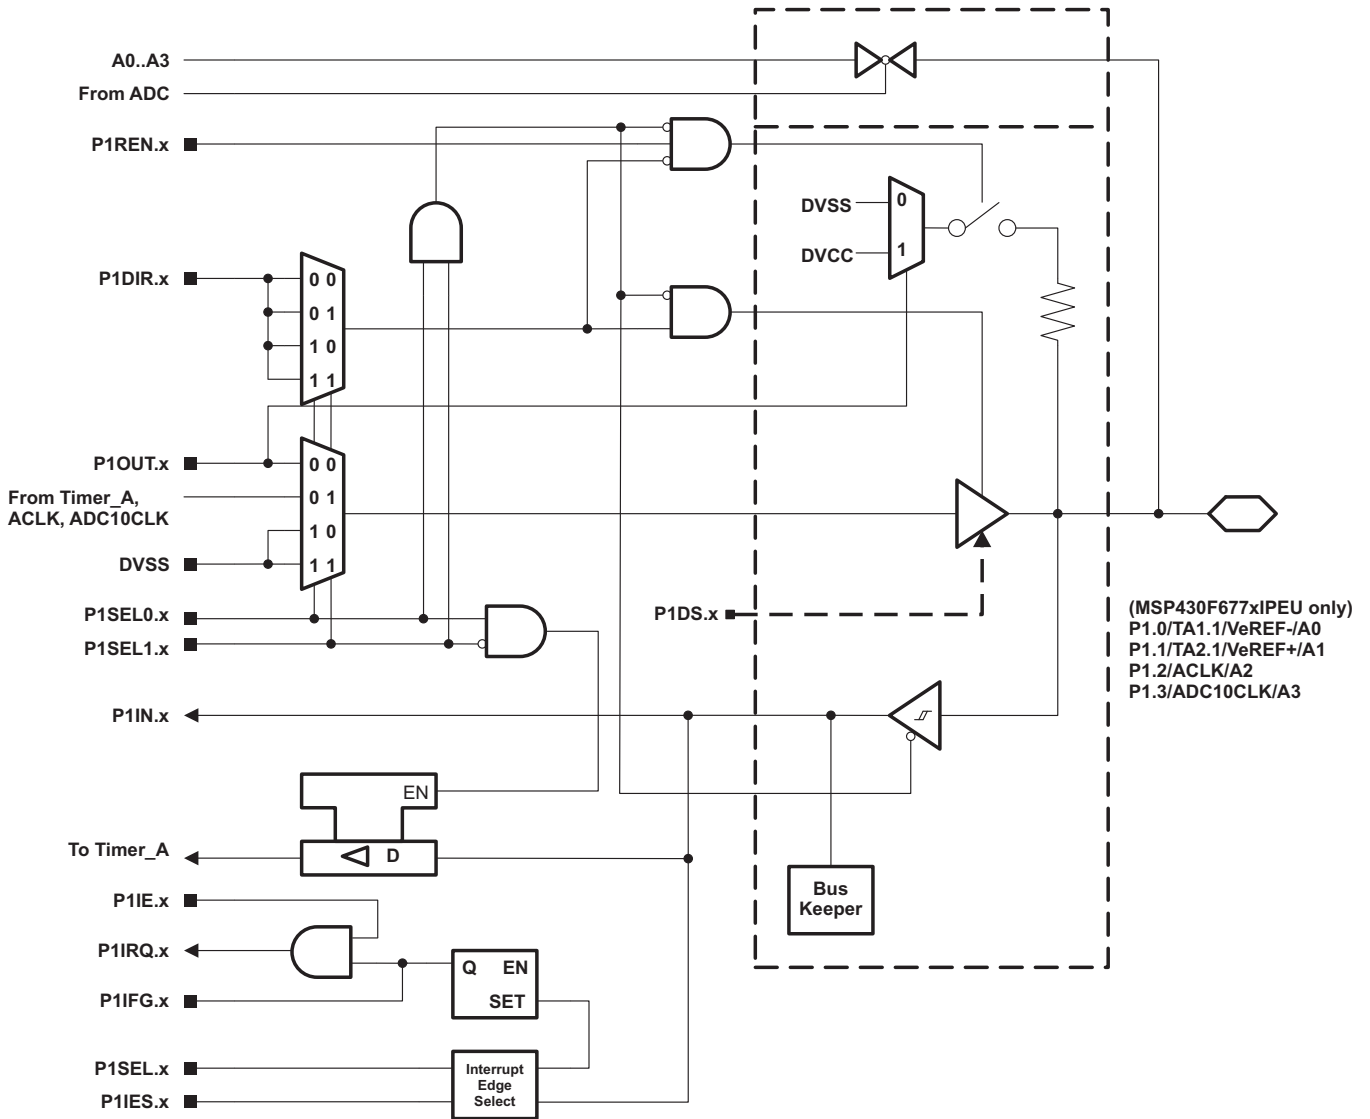 A0..A3
From ADC
P1REN.x
DVSS
0
DVCC
1
P1DIR.x
0 0
0 1
1 0
1 1
P1OUT.x
0 0
From Timer_A,
ACLK, ADC10CLK
0 1
1 0
DVSS
1 1
P1SEL0.x
P1DS.x
P1SEL1.x
(MSP430F677xIPEU only)
P1.0/TA1.1/VeREF-/A0
P1.1/TA2.1/VeREF+/A1
P1.2/ACLK/A2
P1.3/ADC10CLK/A3
P1IN.x
EN
To Timer_A
D
P1IE.x
Bus
Keeper
P1IRQ.x
Q EN
SET
P1IFG.x
P1SEL.x
Interrupt
Edge
Select
P1IES.x